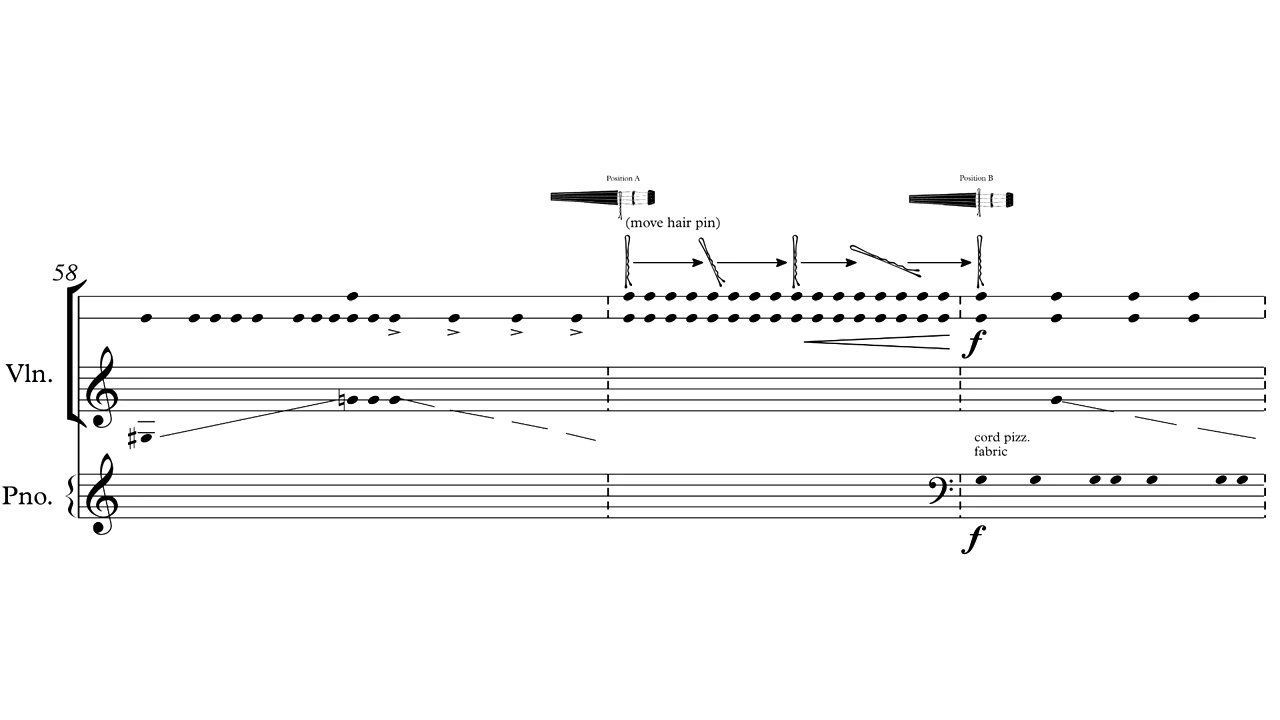 Position A
Position B
(move hair pin)
58
f
Vln.
cord pizz.
fabric
Pno.
f